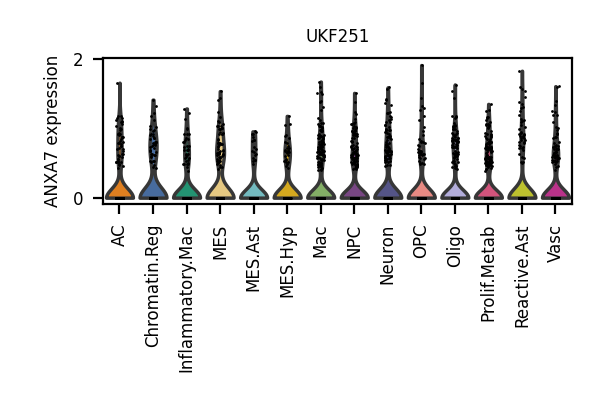 UKF251
ANXA7 expression
2
0
AC
Chromatin.Reg
Inflammatory.Mac
MES
MES.Ast
MES.Hyp
Mac
NPC
Neuron
OPC
Oligo
Prolif.Metab
Reactive.Ast
Vasc